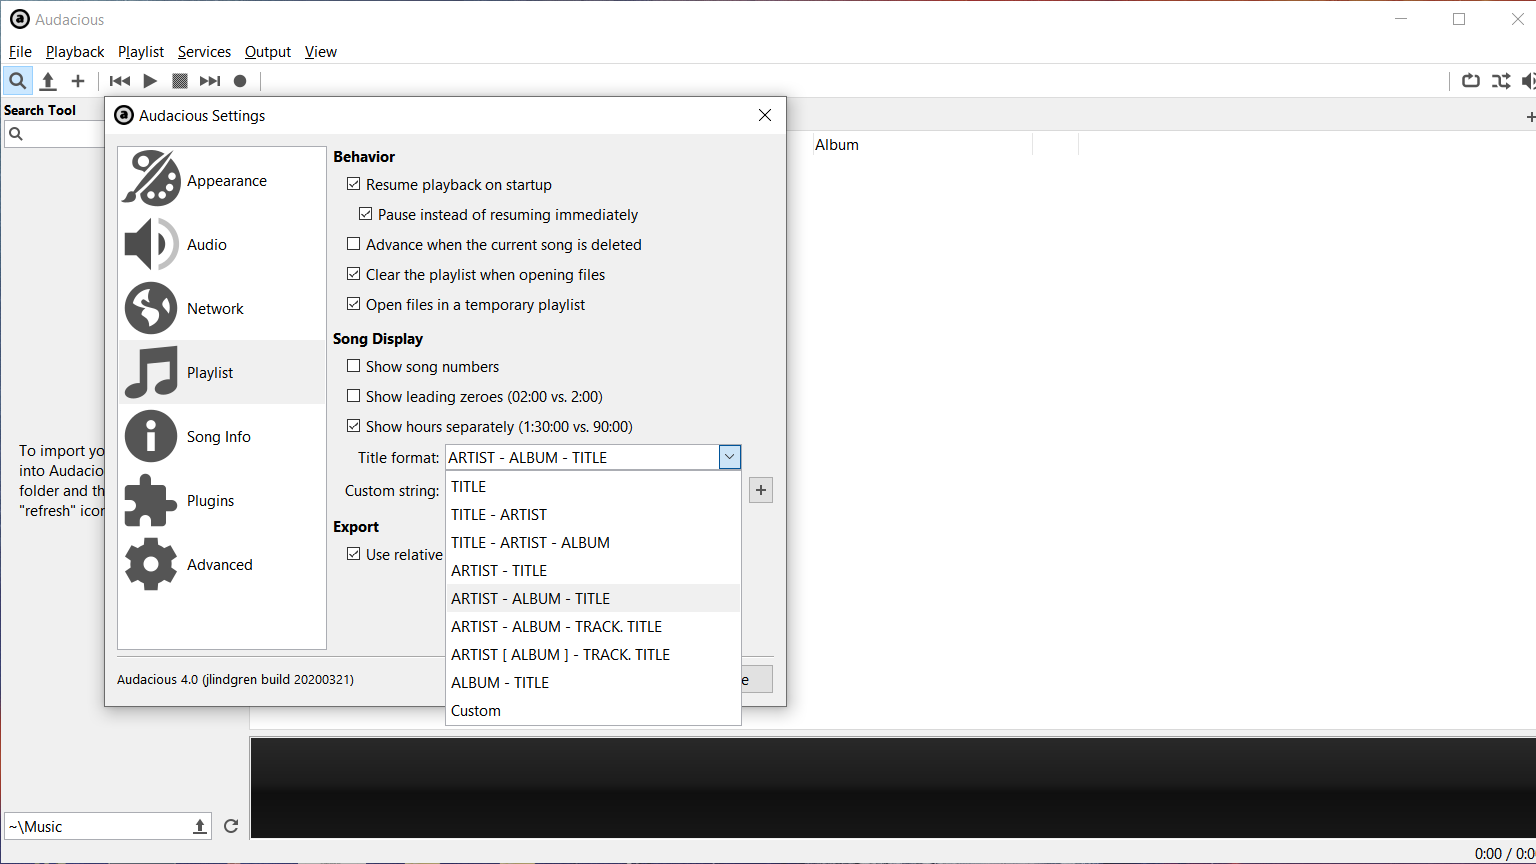 Audacious
File Playback Playlist Services Output View
Search Tool
Audacious Settings
Album
Appearance
Audio
Network
Playlist
Song Info
Plugins
Advanced
Behavior
Resume playback on startup
Pause instead of resuming immediately
Advance when the current song is deleted
Clear the playlist when opening files
Open files in a temporary playlist
Song Display
Show song numbers
Show leading zeroes (02:00 vs. 2:00)
Show hours separately (1:30:00 vs. 90:00)
Title format: ARTIST - ALBUM - TITLE
Custom string:
TITLE
TITLE - ARTIST
TITLE - ARTIST - ALBUM
ARTIST - TITLE
ARTIST - ALBUM - TITLE
ARTIST - ALBUM - TRACK. TITLE
ARTIST [ ALBUM ] - TRACK. TITLE
ALBUM - TITLE
Custom
Export
Use relative
To import yo
into Audacio
folder and th
"refresh" icon
Audacious 4.0 (jlindgren build 20200321)
e
~\Music
0:00 / 0:0